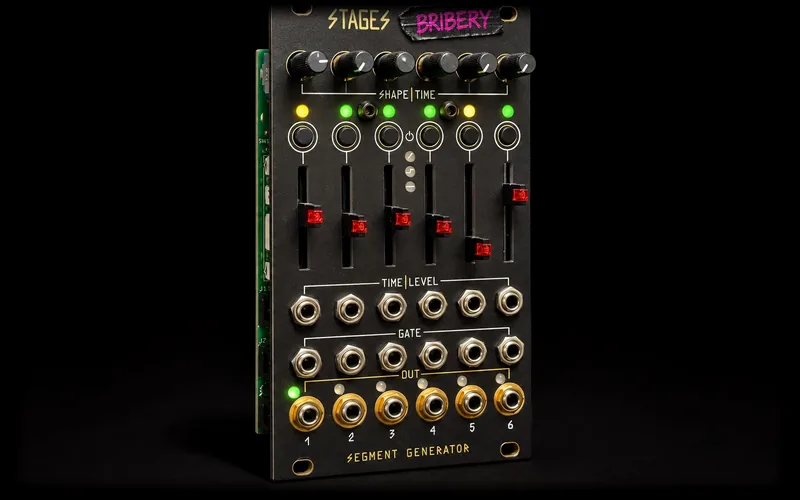 STAGES BRIBERY
SHAPE|TIME
TIME|LEVEL
GATE
OUT
1 2 3 4 5 6
SEGMENT GENERATOR